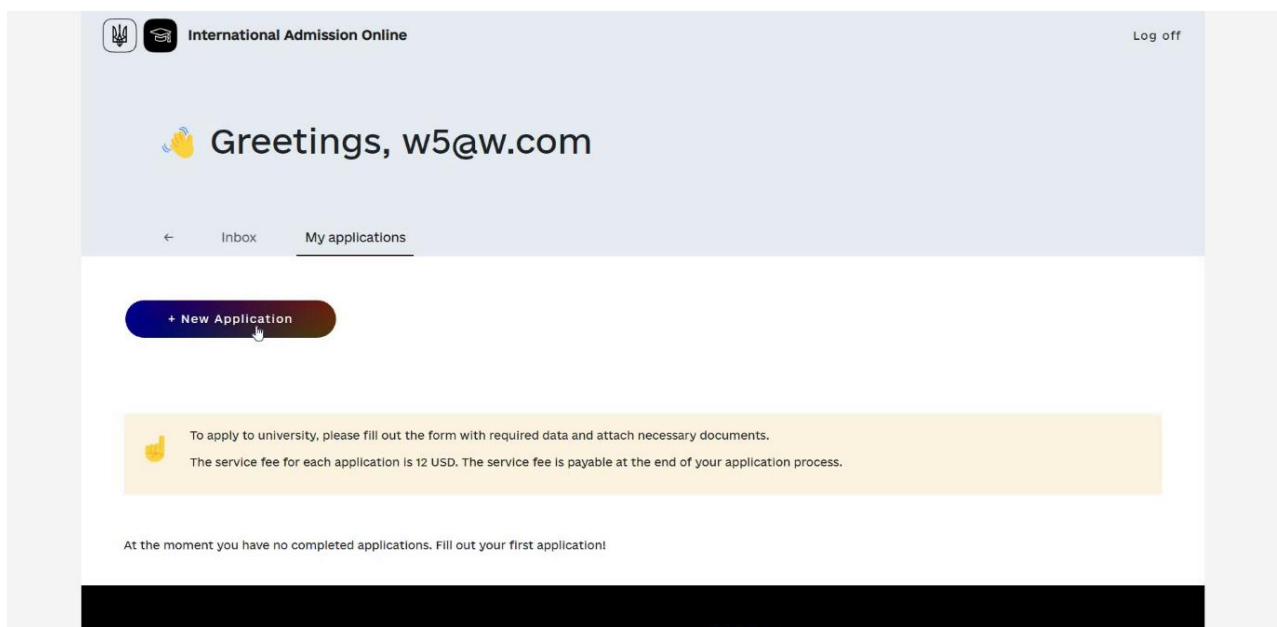 International Admission Online
Log off
Greetings, w5@w.com
← Inbox My applications
+ New Application
To apply to university, please fill out the form with required data and attach necessary documents.
The service fee for each application is 12 USD. The service fee is payable at the end of your application process.
At the moment you have no completed applications. Fill out your first application!